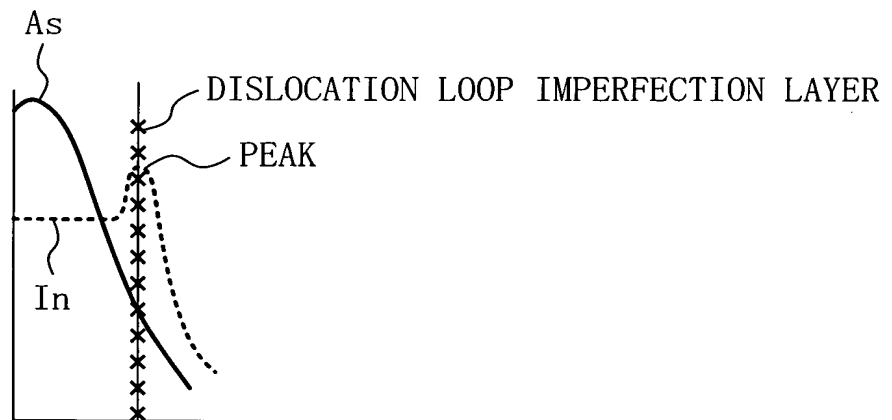 As
DISLOCATION LOOP IMPERFECTION LAYER
PEAK
In